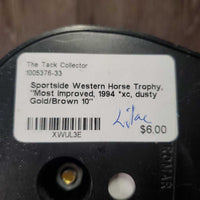 The Tack Collector
1005376-33
Sportside Western Horse Trophy,
"Most Improved, 1994 *xc, dusty
Gold/Brown 10"
XWUL3E
$6.00